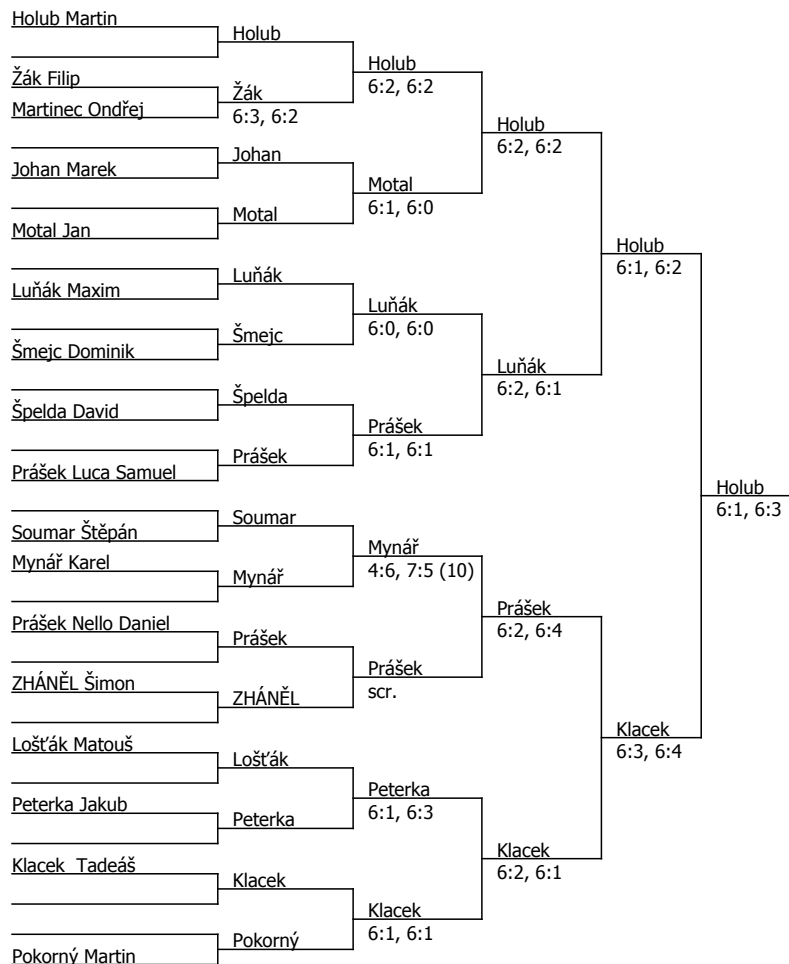 Holub Martin
Žák Filip
Martinec Ondřej
Johan Marek
Motal Jan
Luňák Maxim
Šmejc Dominik
Špelda David
Prášek Luca Samuel
Soumar Štěpán
Mynář Karel
Prášek Nello Daniel
ZHÁNĚL Šimon
Lošťák Matouš
Peterka Jakub
Klacek Tadeáš
Pokorný Martin
Holub
Žák
6:3, 6:2
Johan
Motal
Luňák
Šmejc
Špelda
Prášek
Soumar
Mynář
Prášek
ZHÁNĚL
Lošťák
Peterka
Klacek
Pokorný
Holub
6:2, 6:2
Motal
6:1, 6:0
Luňák
6:0, 6:0
Prášek
6:1, 6:1
Mynář
4:6, 7:5 (10)
Prášek
scr.
Peterka
6:1, 6:3
Klacek
6:1, 6:1
Holub
6:2, 6:2
Luňák
6:2, 6:1
Prášek
6:2, 6:4
Klacek
6:2, 6:1
Holub
6:1, 6:2
Klacek
6:3, 6:4
Holub
6:1, 6:3